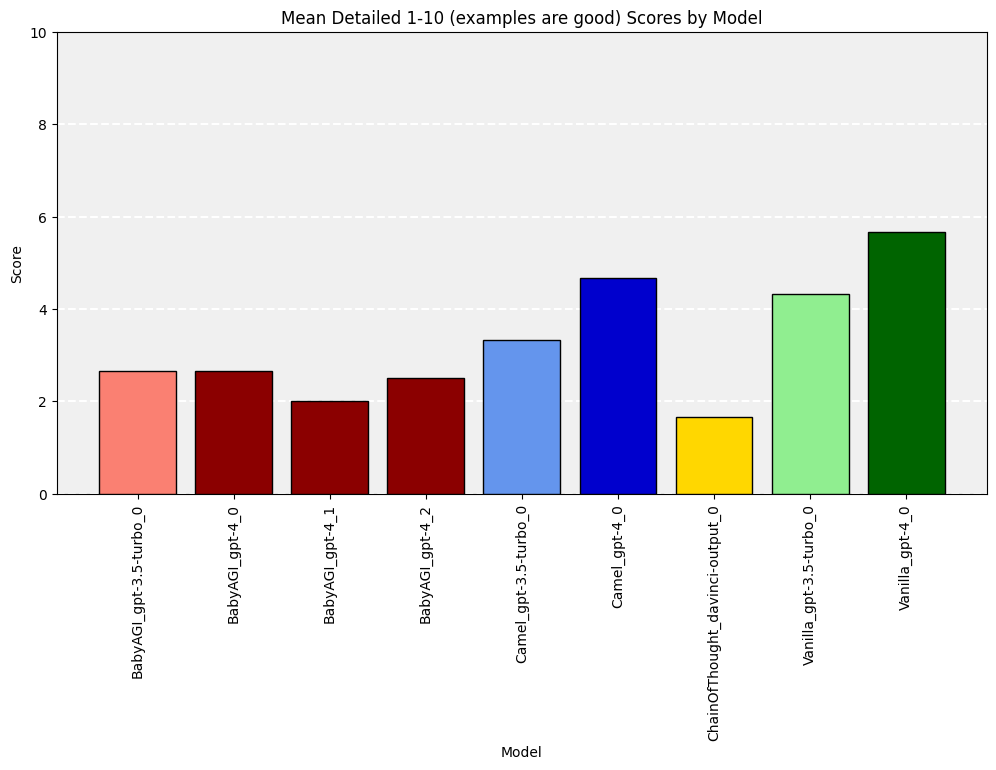 Mean Detailed 1-10 (examples are good) Scores by Model
Score
10
8
6
4
2
0
BabyAGI_gpt-3.5-turbo_0
BabyAGI_gpt-4_0
BabyAGI_gpt-4_1
BabyAGI_gpt-4_2
Camel_gpt-3.5-turbo_0
Camel_gpt-4_0
ChainOfThought_davinci-output_0
Vanilla_gpt-3.5-turbo_0
Vanilla_gpt-4_0
Model